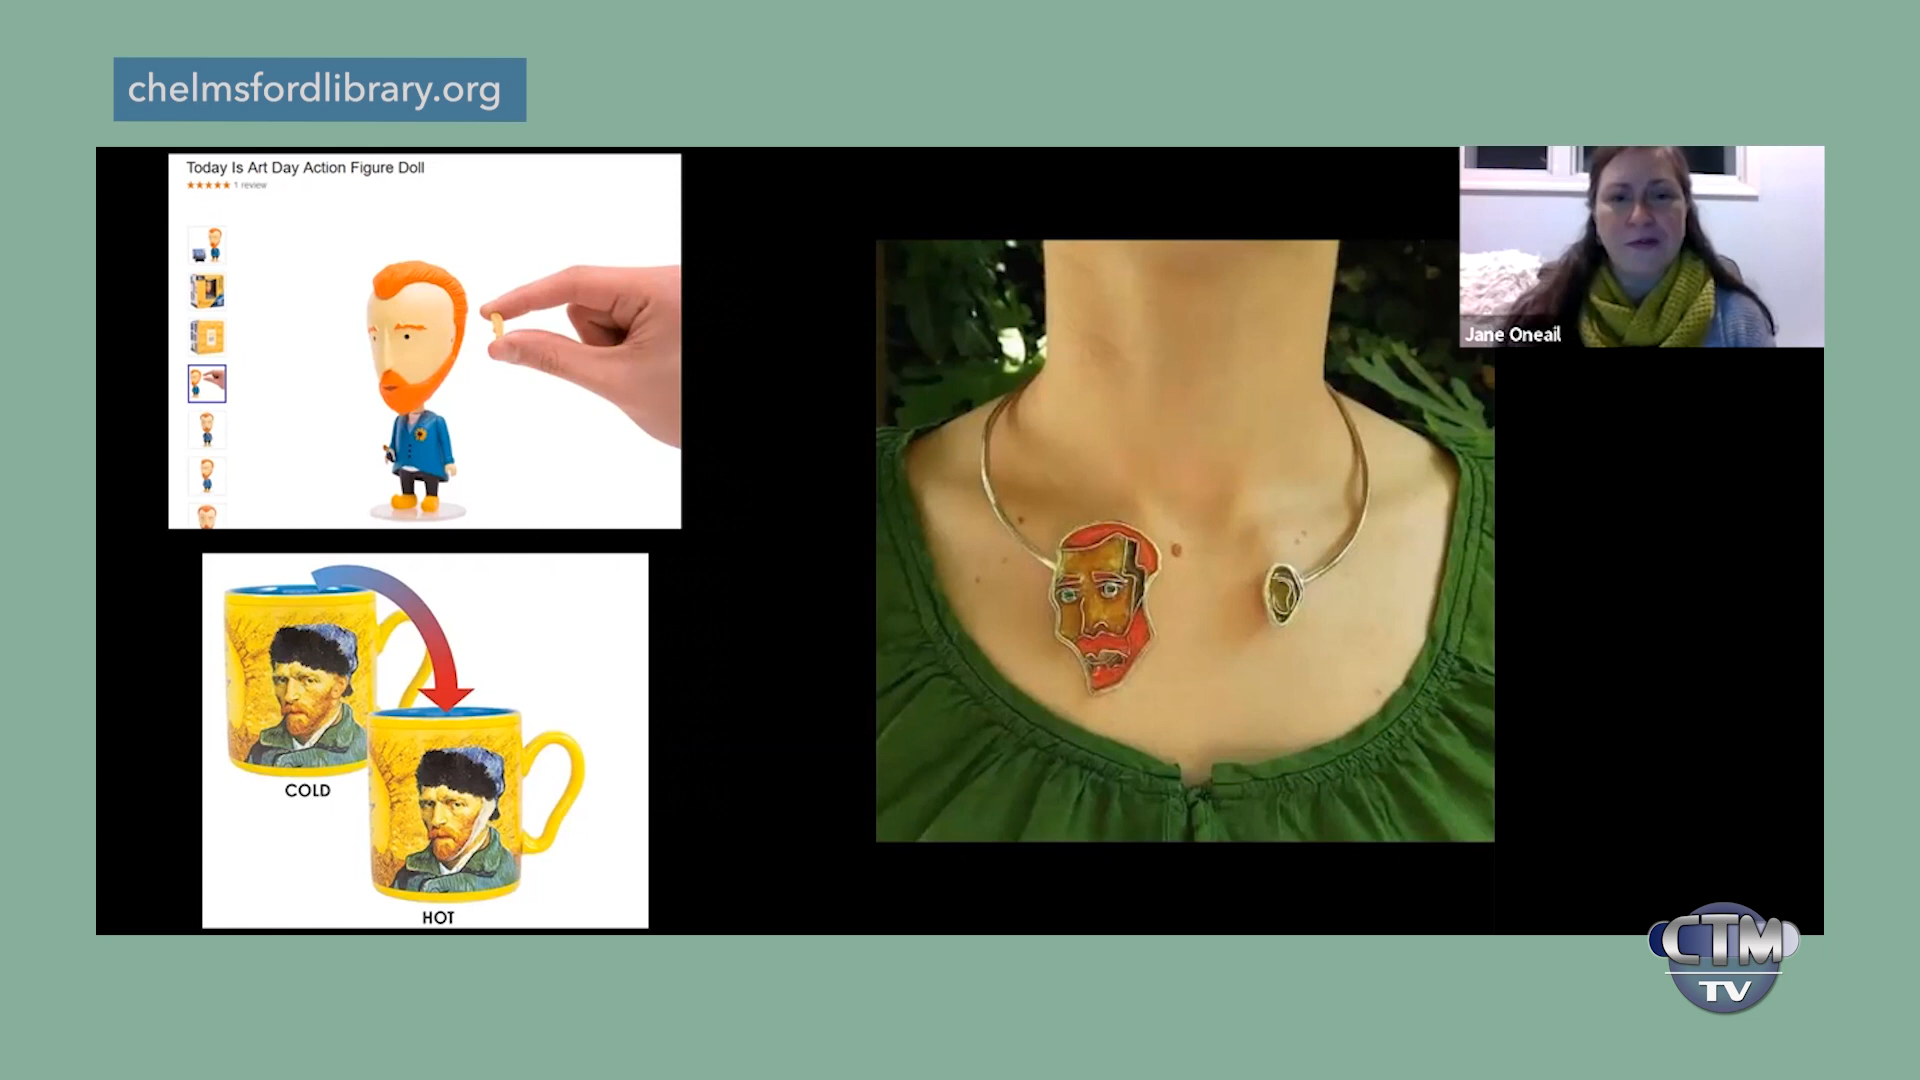 chelmsfordlibrary.org
Today Is Art Day Action Figure Doll
1 review
Jane Oneail
COLD
HOT
CTM
TV